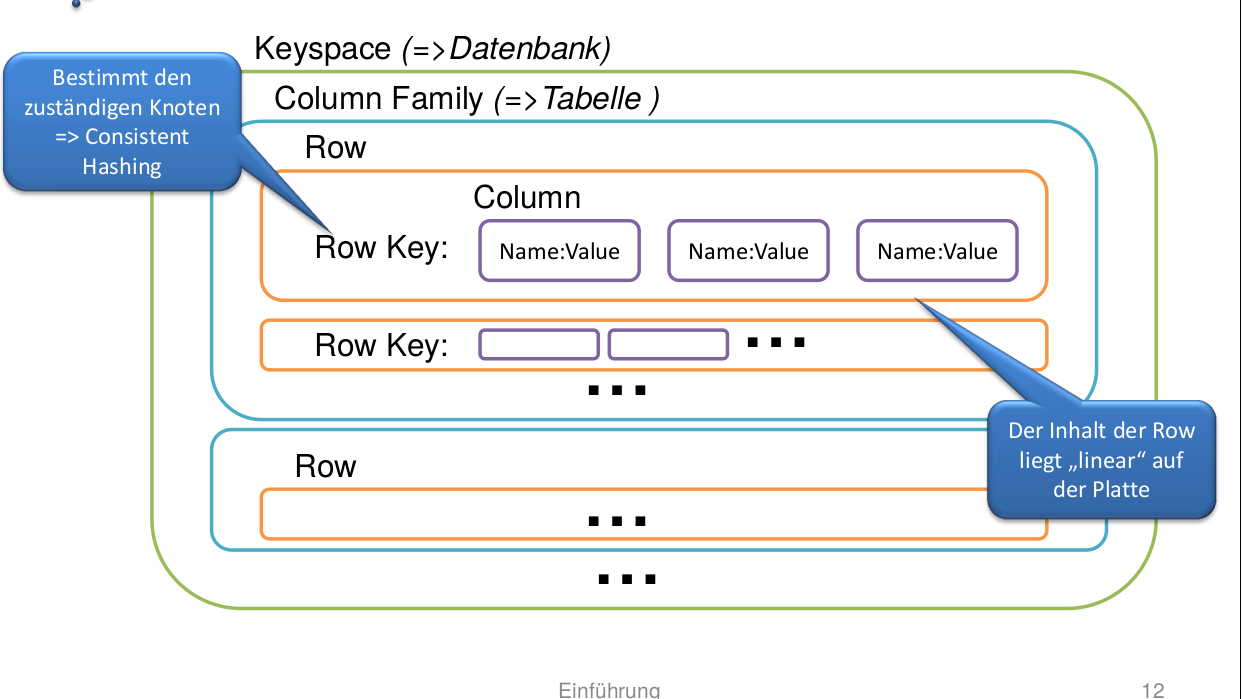 Keyspace (=>Datenbank)
Bestimmt den
zuständigen Knoten
=> Consistent
Hashing
Column Family (=>Tabelle )
Row
Column
Row Key:
Name:Value
Name:Value
Name:Value
Row Key:
...
...
Der Inhalt der Row
liegt „linear“ auf
der Platte
Row
...
...
Einführung
12